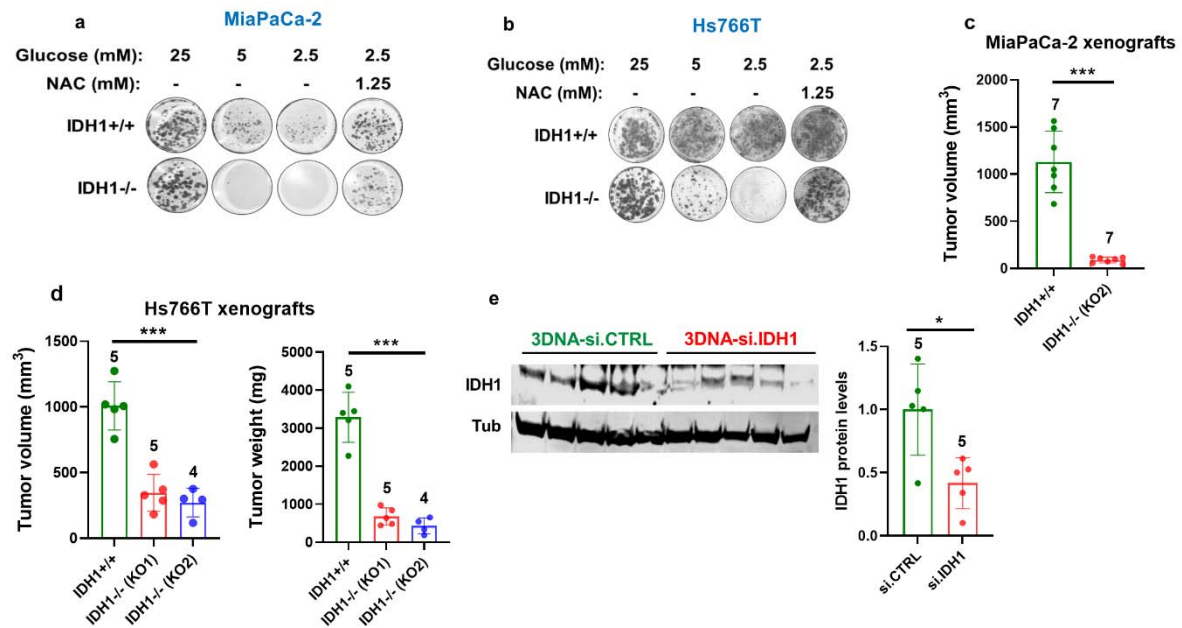 a
MiaPaCa-2
Glucose (mM): 25 5 2.5 2.5
NAC (mM): - - - 1.25
IDH1+/+
IDH1-/-
b
Hs766T
Glucose (mM): 25 5 2.5 2.5
NAC (mM): - - - 1.25
IDH1+/+
IDH1-/-
c
MiaPaCa-2 xenografts
Tumor volume (mm3)
2000
1500
1000
500
0
***
7
7
IDH1+/+
IDH1-/- (KO2)
d
Hs766T xenografts
Tumor volume (mm3)
1500
1000
500
0
***
5
5
4
IDH1+/+
IDH1-/- (KO1)
IDH1-/- (KO2)
Tumor weight (mg)
5000
4000
3000
2000
1000
0
***
5
5
4
IDH1+/+
IDH1-/- (KO1)
IDH1-/- (KO2)
e
3DNA-si.CTRL 3DNA-si.IDH1
IDH1
Tub
IDH1 protein levels
1.5
1.0
0.5
0.0
*
5
5
si.CTRL
si.IDH1